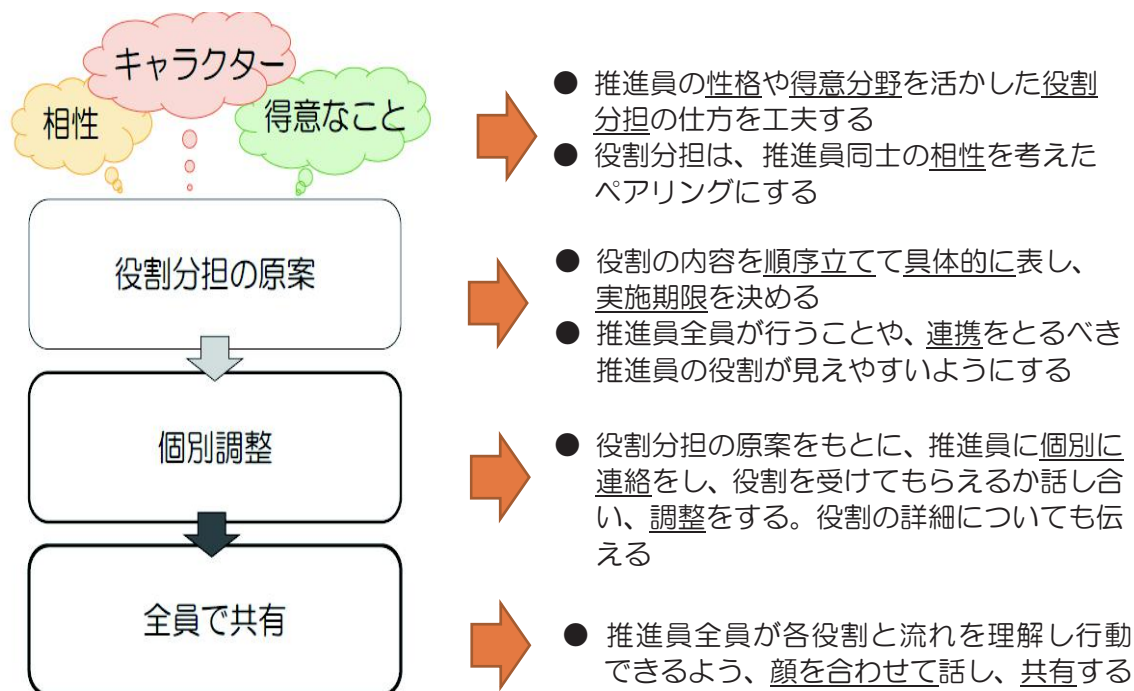 キャラクター
相性
得意なこと
● 推進員の性格や得意分野を活かした役割
分担の仕方を工夫する
● 役割分担は、推進員同士の相性を考えた
ペアリングにする
役割分担の原案
● 役割の内容を順序立てて具体的に表し、
実施期限を決める
● 推進員全員が行うことや、連携をとるべき
推進員の役割が見えやすいようにする
個別調整
● 役割分担の原案をもとに、推進員に個別に
連絡をし、役割を受けてもらえるか話し合
い、調整をする。役割の詳細についても伝
える
全員で共有
● 推進員全員が各役割と流れを理解し行動
できるよう、顔を合わせて話し、共有する